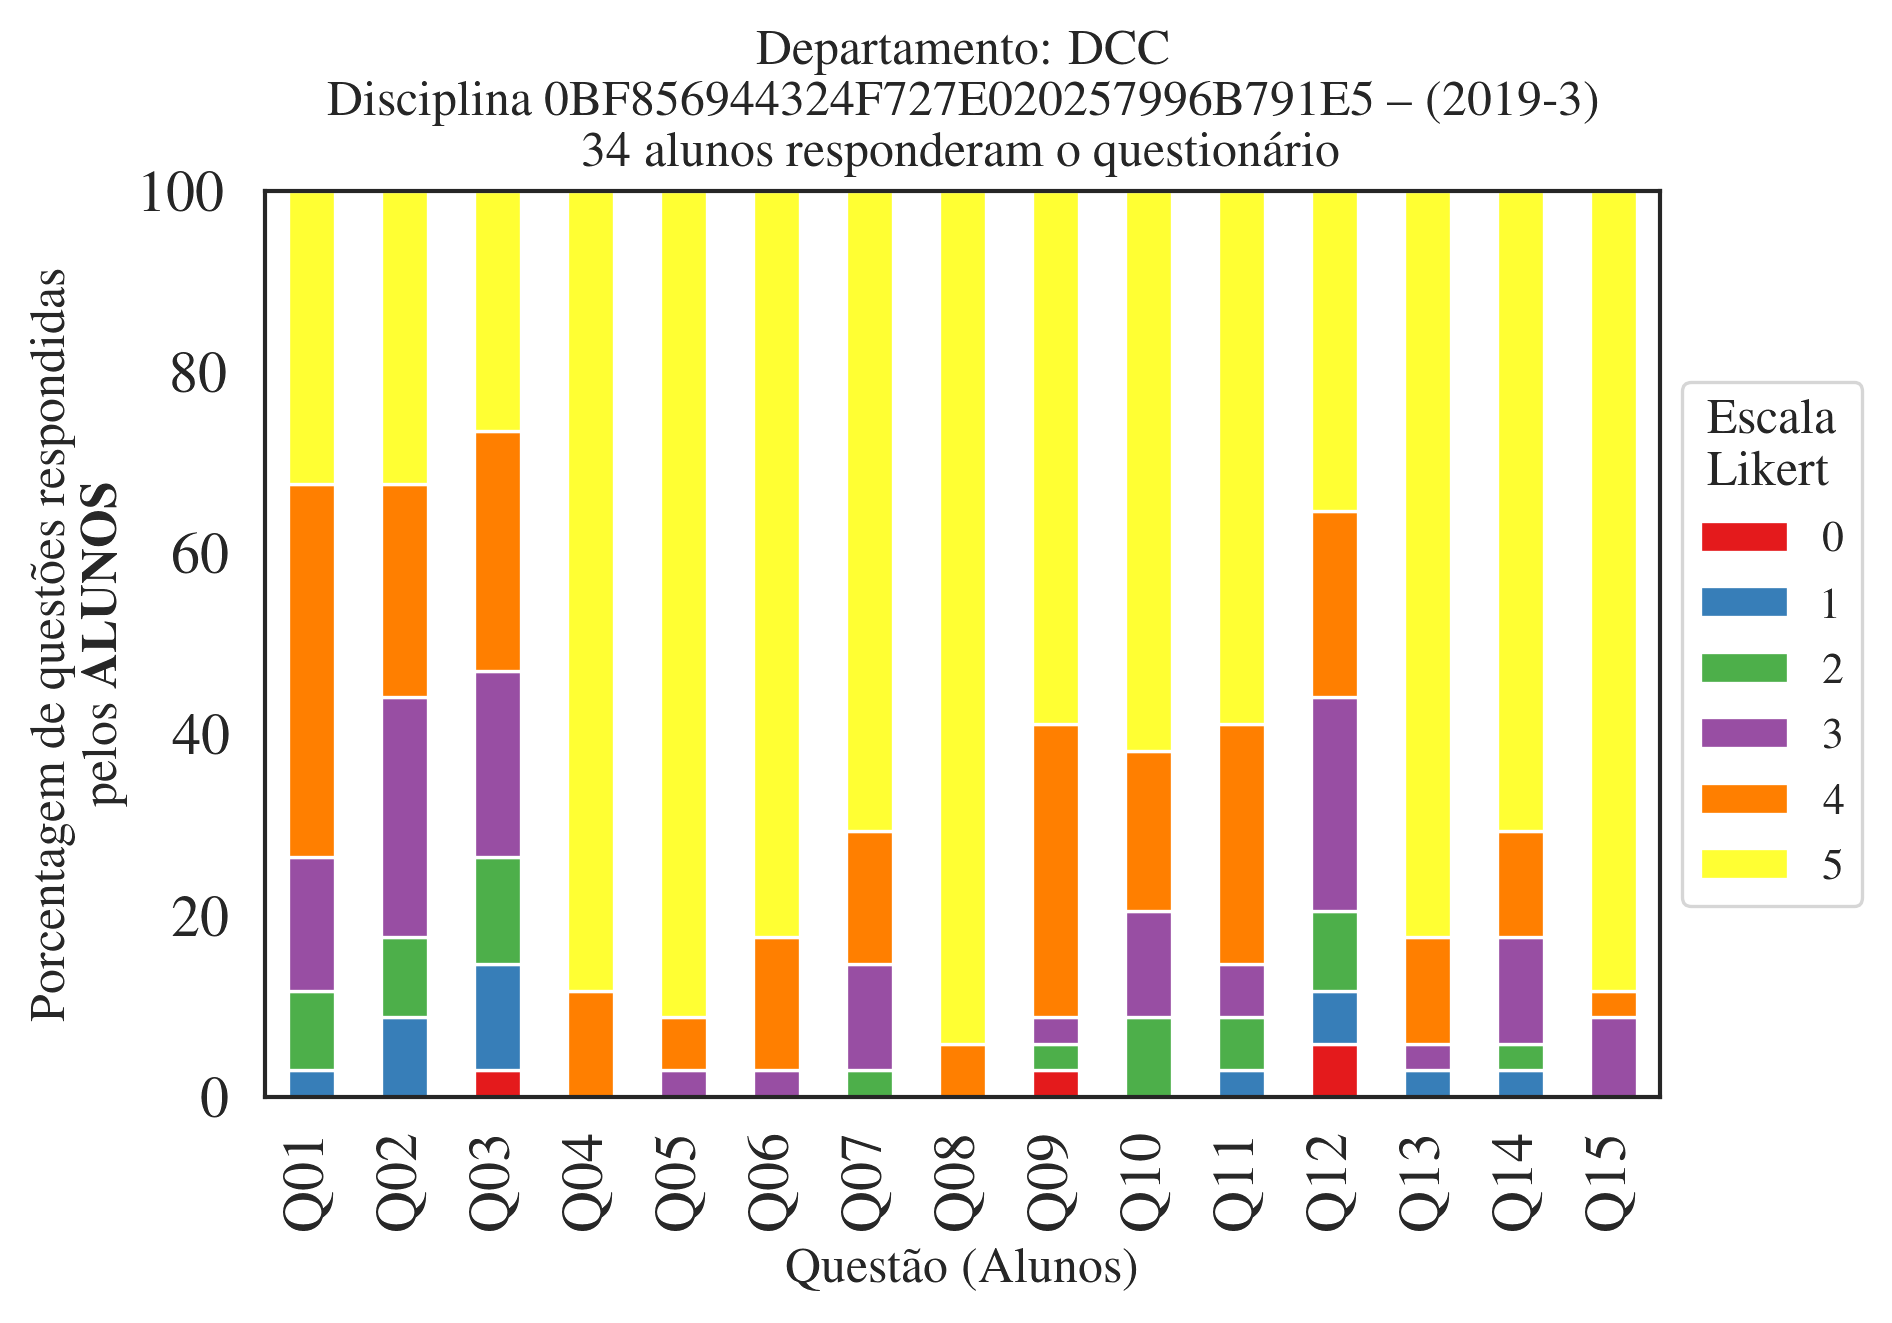 Departamento: DCC
Disciplina 0BF856944324F727E020257996B791E5 – (2019-3)
34 alunos responderam o questionário
Porcentagem de questões respondidas
pelos ALUNOS
100
80
60
40
20
0
Q01
Q02
Q03
Q04
Q05
Q06
Q07
Q08
Q09
Q10
Q11
Q12
Q13
Q14
Q15
Questão (Alunos)
Escala
Likert
0
1
2
3
4
5